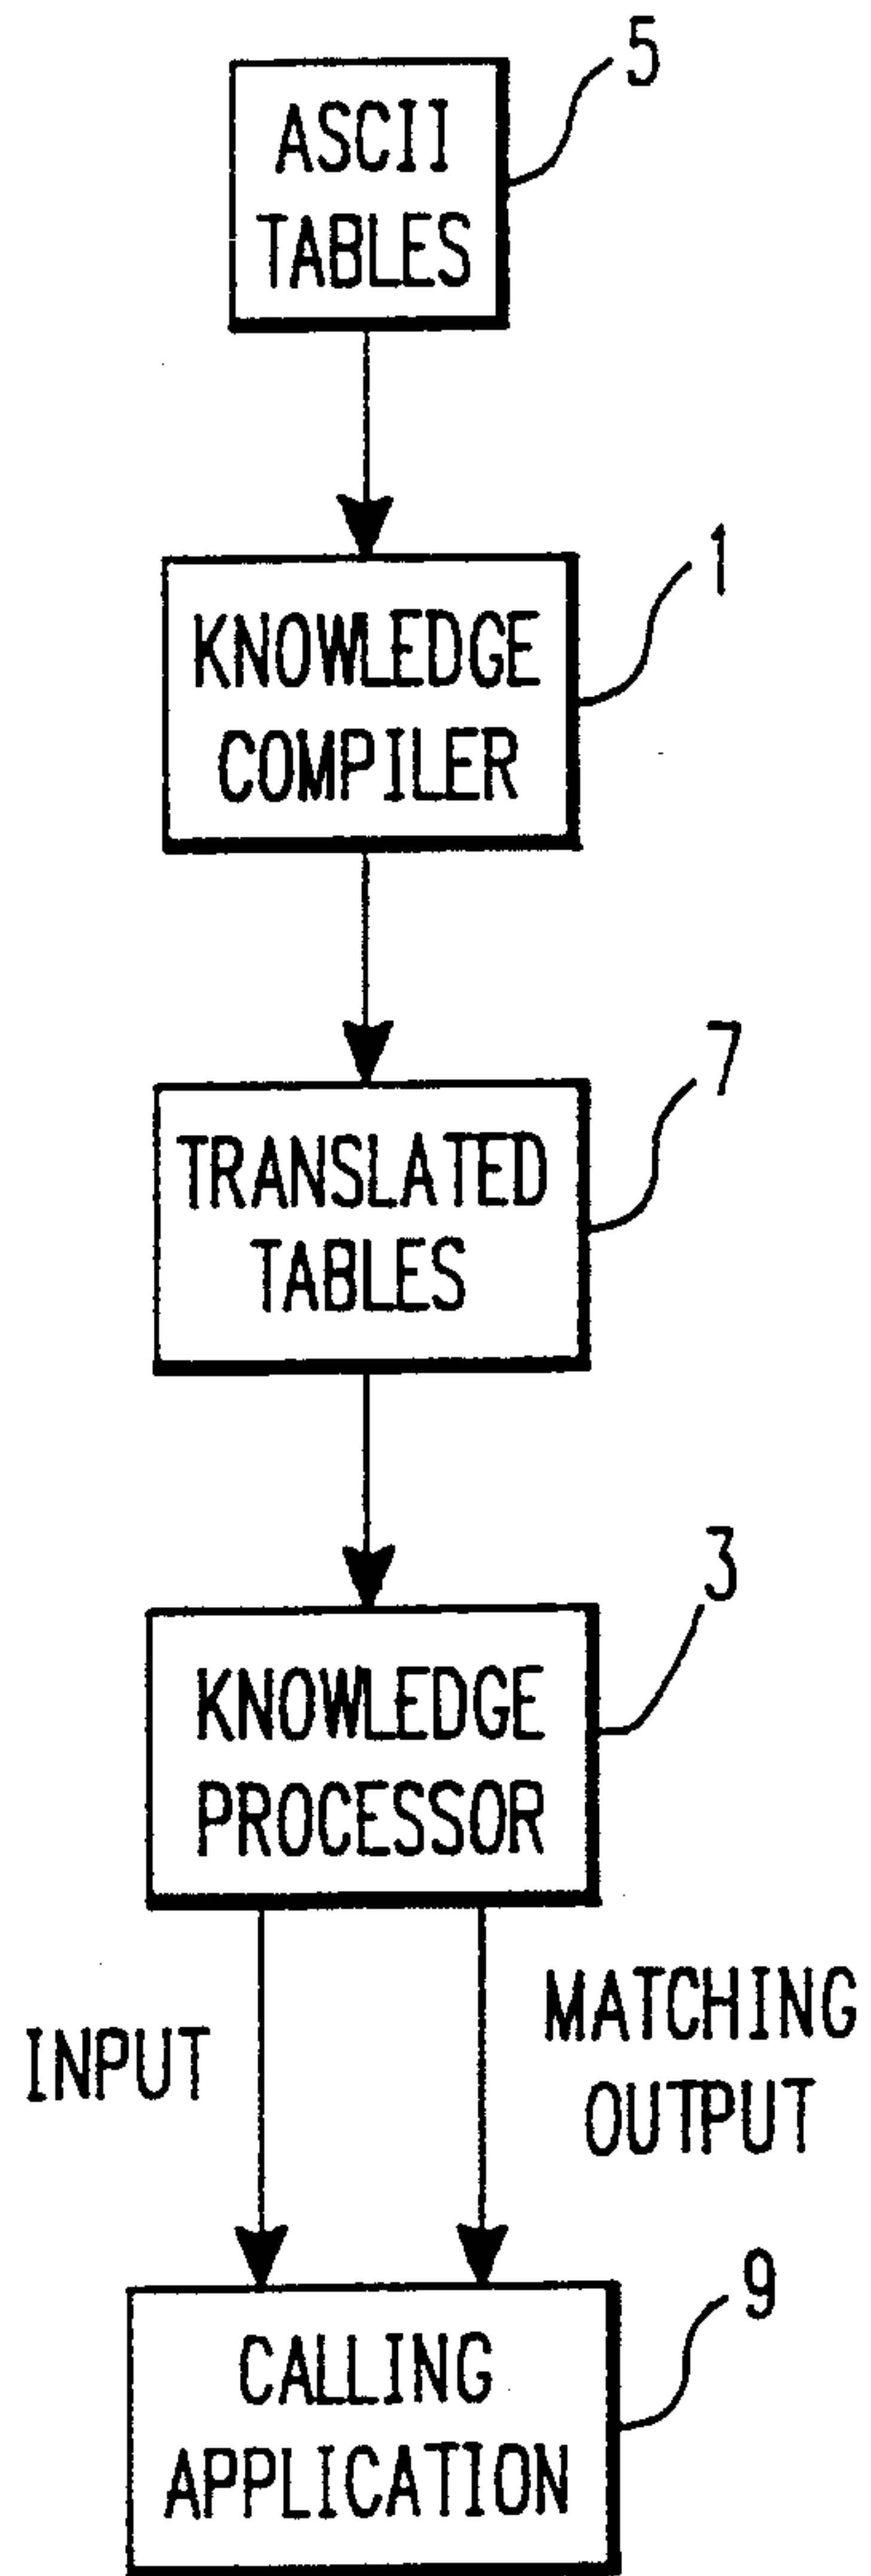 5
ASCII
TABLES
1
KNOWLEDGE
COMPILER
7
TRANSLATED
TABLES
3
KNOWLEDGE
PROCESSOR
INPUT
MATCHING
OUTPUT
9
CALLING
APPLICATION